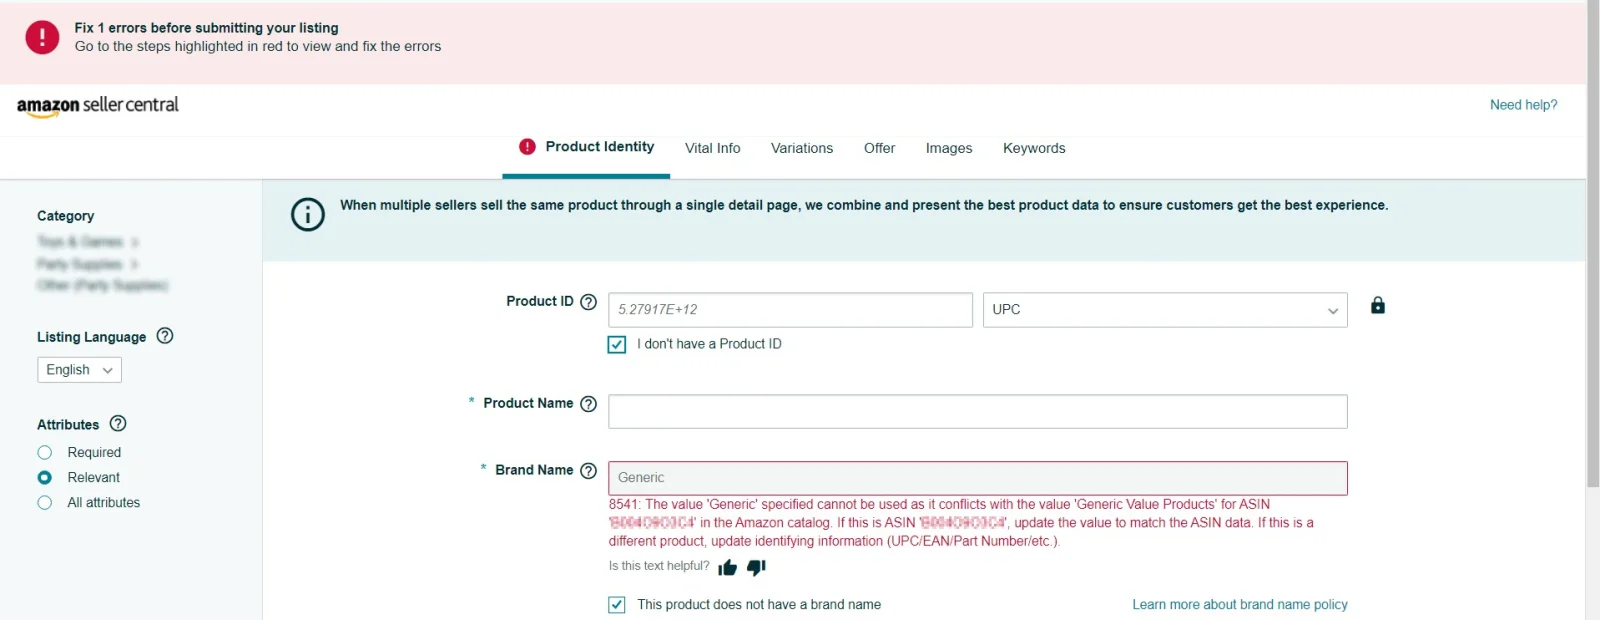 Fix 1 errors before submitting your listing
Go to the steps highlighted in red to view and fix the errors
amazon seller central
Need help?
Product Identity
Vital Info
Variations
Offer
Images
Keywords
Category
Toys & Games >
Party Supplies >
Other (Party Supplies)
Listing Language
English
Attributes
Required
Relevant
All attributes
When multiple sellers sell the same product through a single detail page, we combine and present the best product data to ensure customers get the best experience.
Product ID
5.27917E+12
UPC
I don't have a Product ID
* Product Name
* Brand Name
Generic
8541: The value 'Generic' specified cannot be used as it conflicts with the value 'Generic Value Products' for ASIN
' ' in the Amazon catalog. If this is ASIN ' ', update the value to match the ASIN data. If this is a
different product, update identifying information (UPC/EAN/Part Number/etc.).
Is this text helpful?
This product does not have a brand name
Learn more about brand name policy